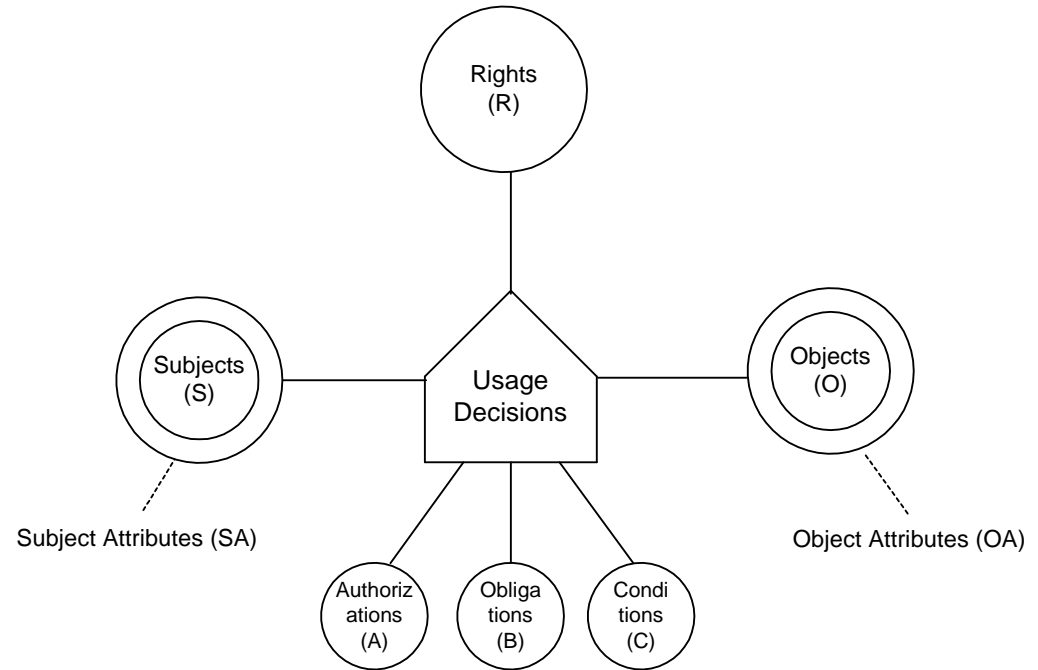 Rights
(R)
Subjects
(S)
Usage
Decisions
Objects
(O)
Subject Attributes (SA)
Object Attributes (OA)
Authoriz
ations
(A)
Obliga
tions
(B)
Condi
tions
(C)